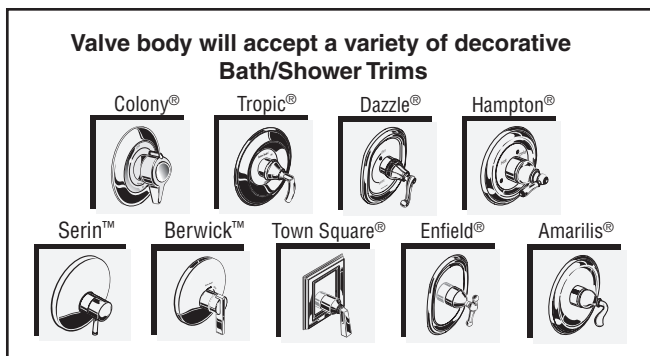 Valve body will accept a variety of decorative
Bath/Shower Trims
Colony® Tropic® Dazzle® Hampton®
Serin™ Berwick™ Town Square® Enfield® Amarilis®